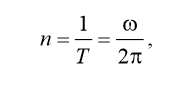 n = 1/T = ω/2π,